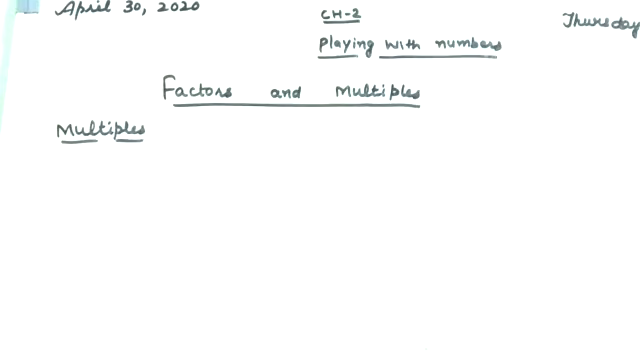 April 30, 2020 CH-2 Thursday
Playing with numbers
Factors and Multiples
Multiples